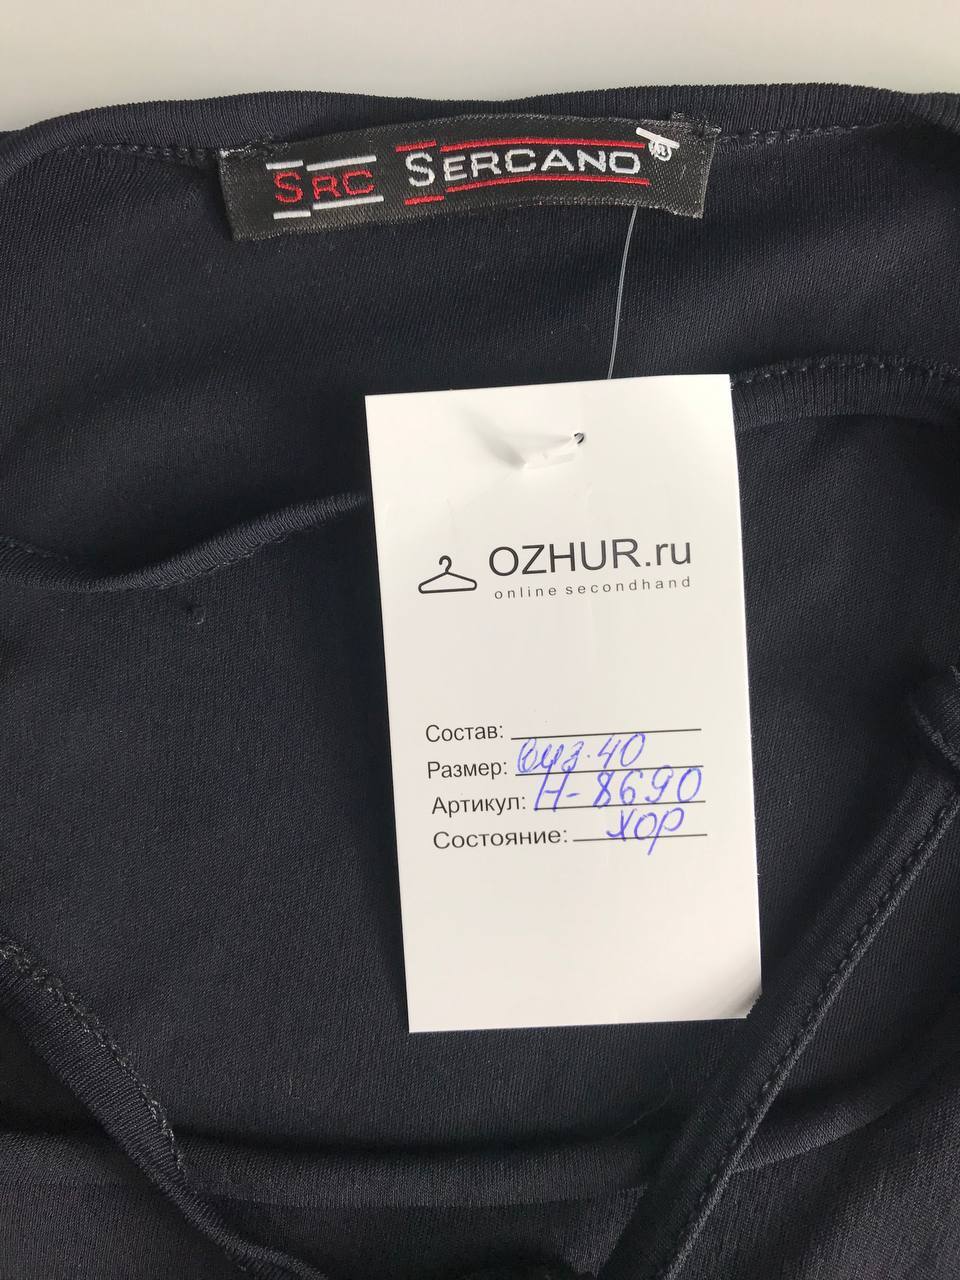 SRC SERCANO ®
OZHUR.ru
online secondhand
Состав:
Размер: виз. 40
Артикул: Н-8690
Состояние: хор